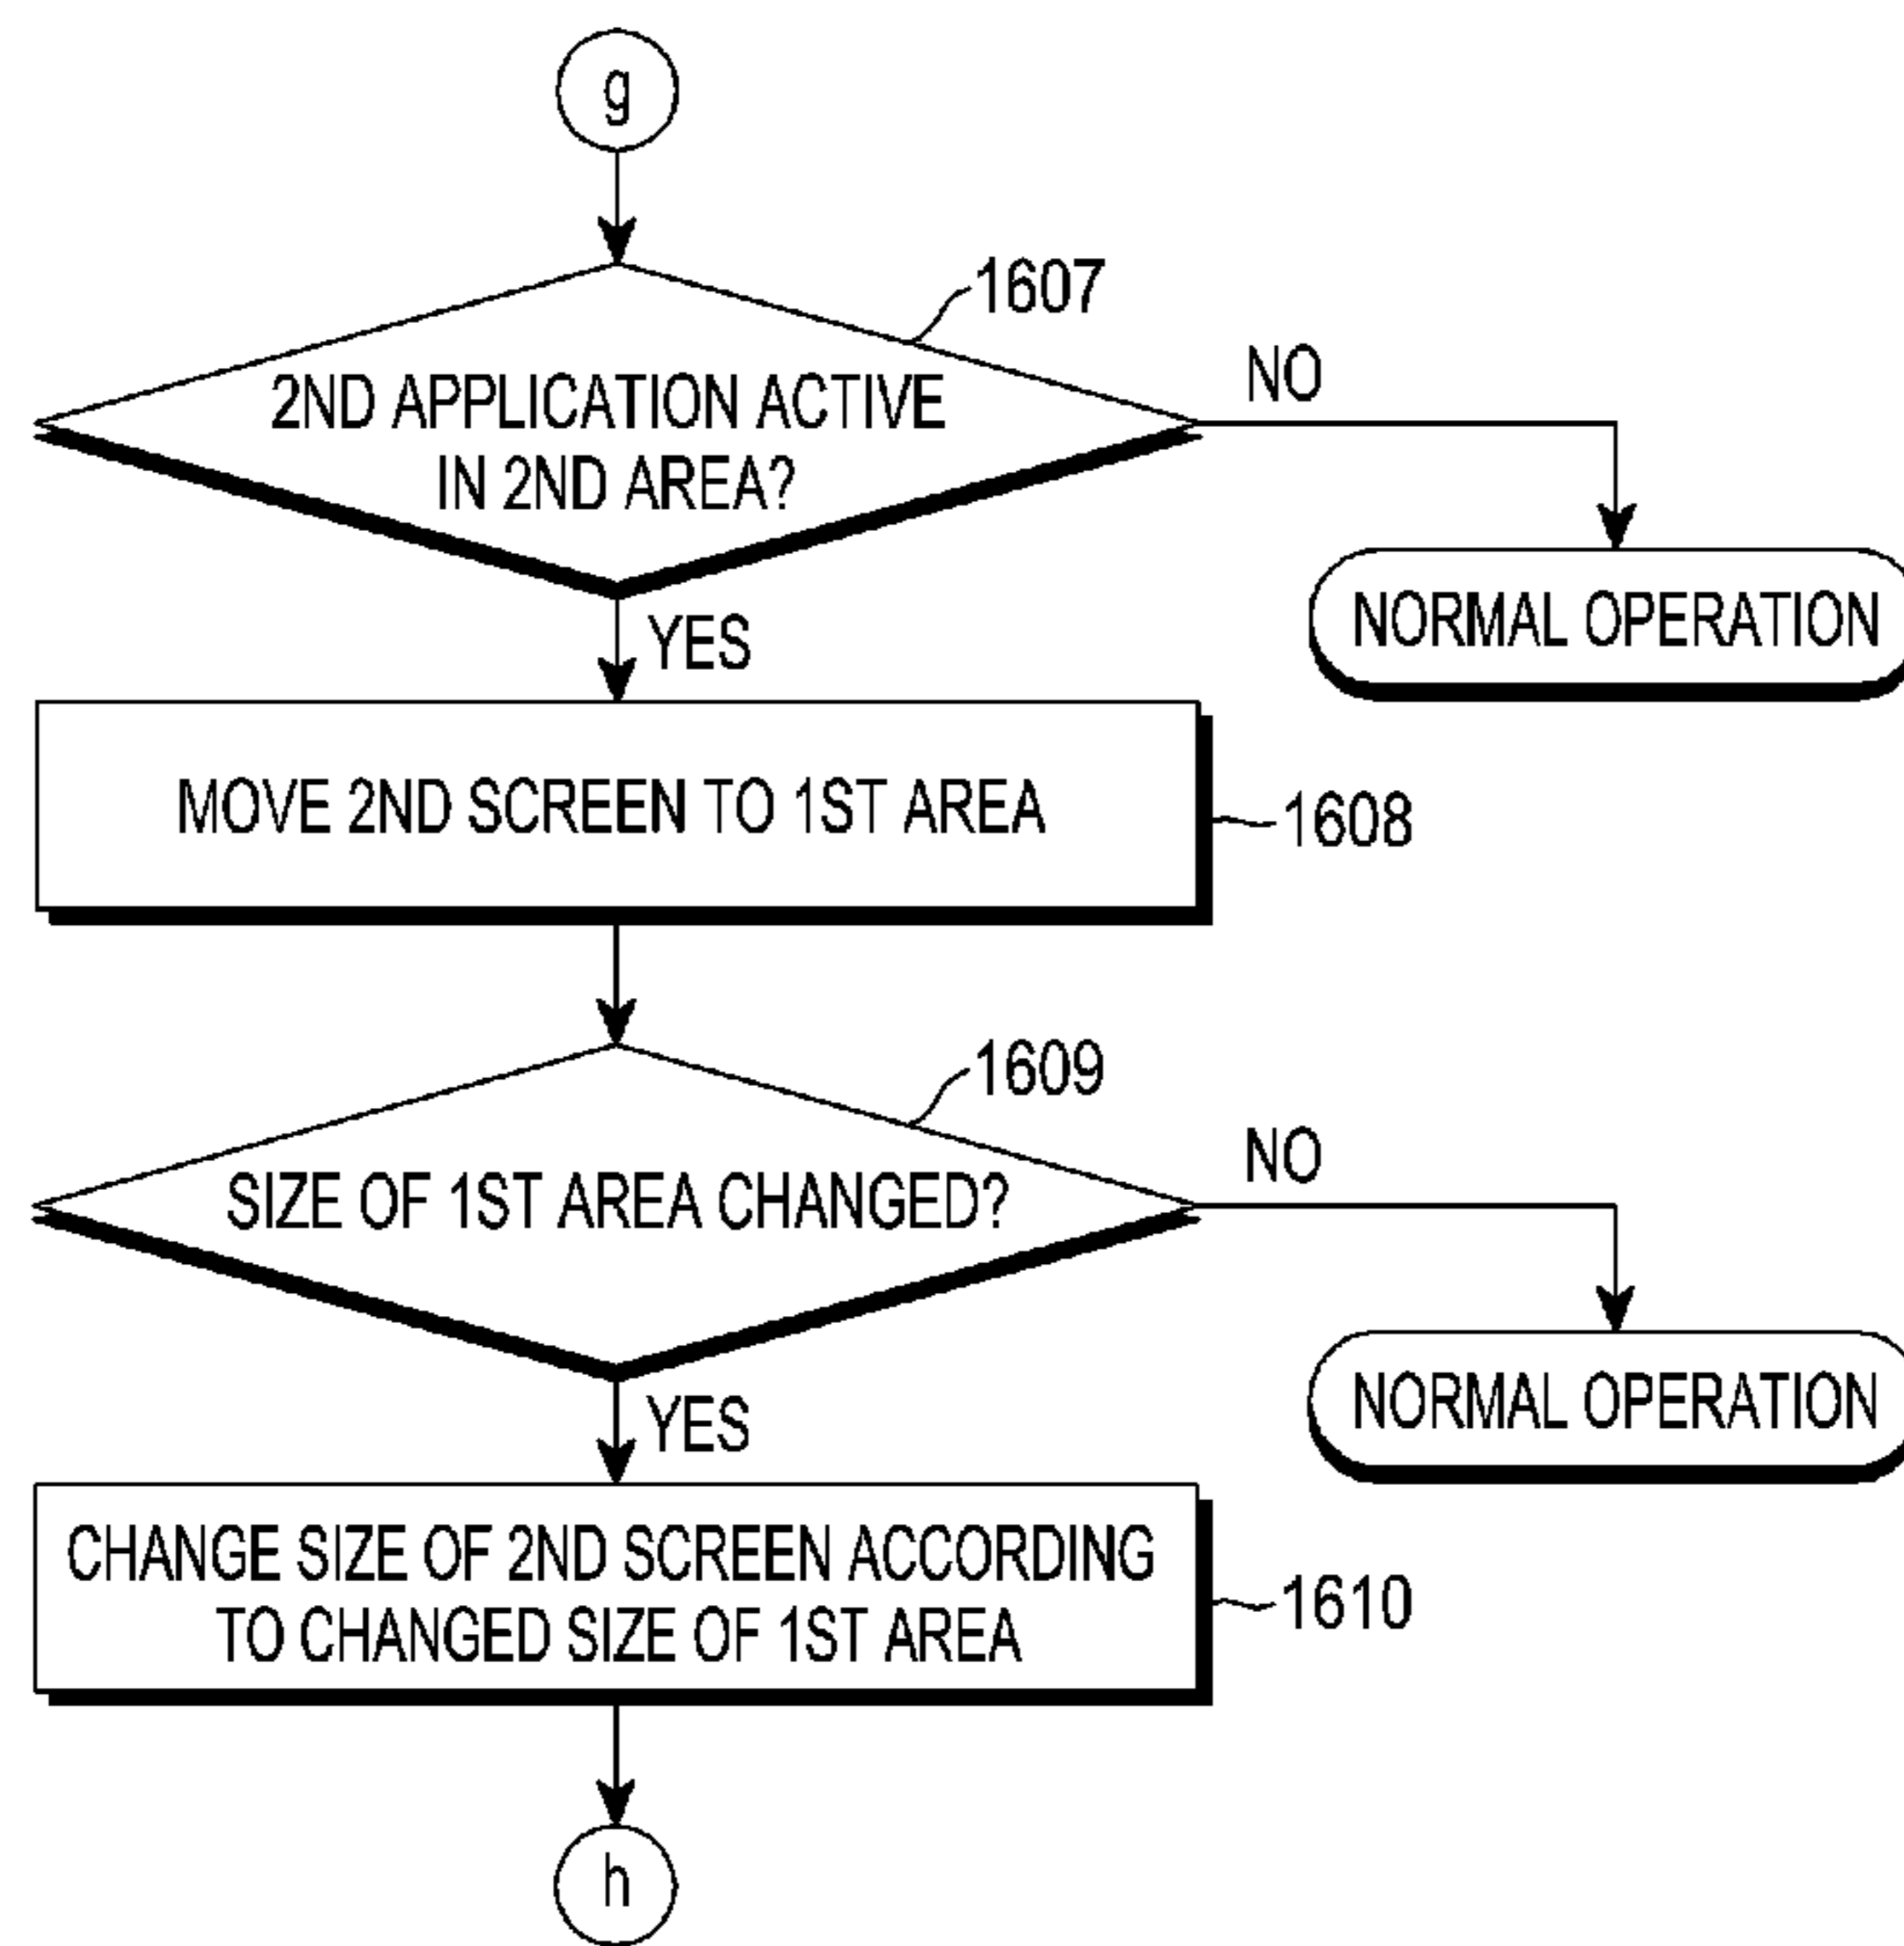 g
1607
2ND APPLICATION ACTIVE
IN 2ND AREA?
NO
NORMAL OPERATION
YES
MOVE 2ND SCREEN TO 1ST AREA
1608
1609
SIZE OF 1ST AREA CHANGED?
NO
NORMAL OPERATION
YES
CHANGE SIZE OF 2ND SCREEN ACCORDING
TO CHANGED SIZE OF 1ST AREA
1610
h